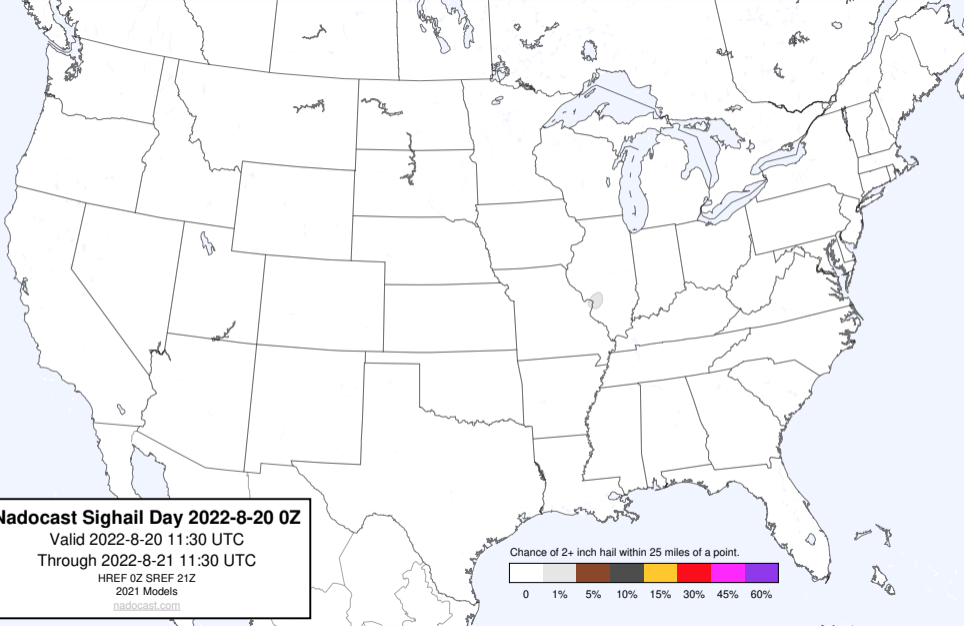 Nadocast Sighail Day 2022-8-20 0Z
Valid 2022-8-20 11:30 UTC
Through 2022-8-21 11:30 UTC
HREF 0Z SREF 21Z
2021 Models
nadocast.com
Chance of 2+ inch hail within 25 miles of a point.
0 1% 5% 10% 15% 30% 45% 60%